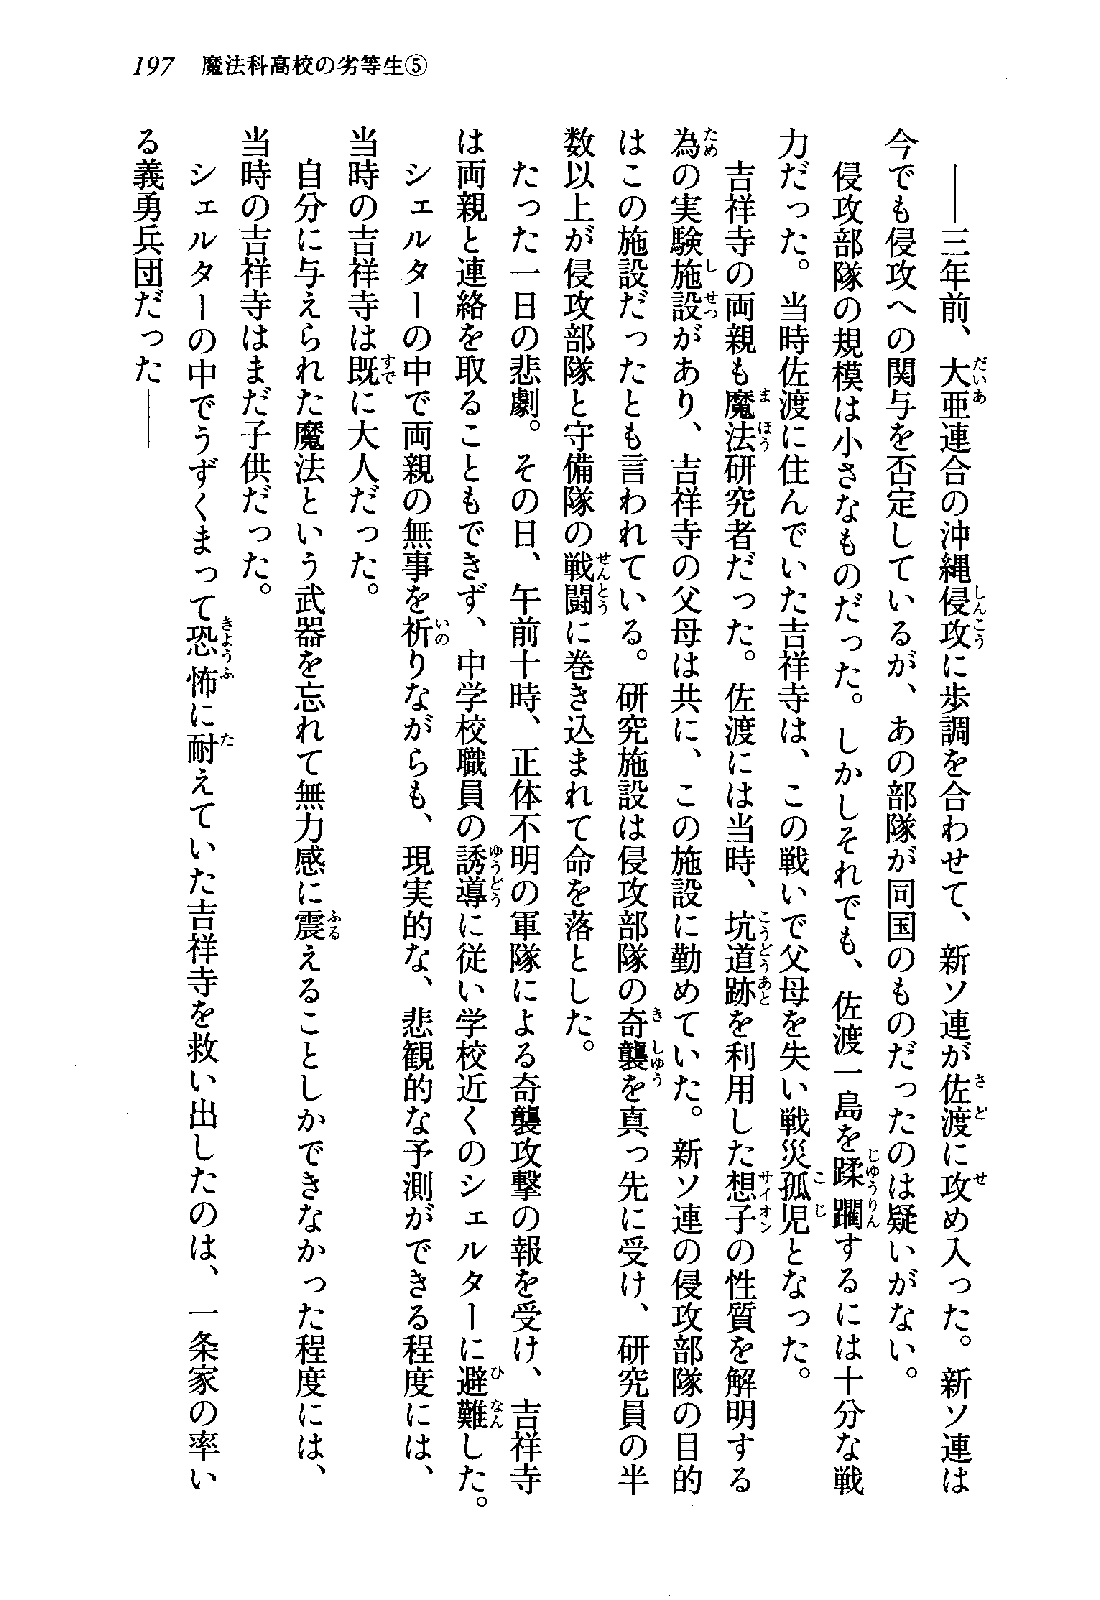 197　魔法科高校の劣等生⑤
――三年前、大亜連合の沖縄侵攻に歩調を合わせて、新ソ連が佐渡に攻め入った。新ソ連は
今でも侵攻への関与を否定しているが、あの部隊が同国のものだったのは疑いがない。
侵攻部隊の規模は小さなものだった。しかしそれでも、佐渡一島を蹂躙するには十分な戦
力だった。当時佐渡に住んでいた吉祥寺は、この戦いで父母を失い戦災孤児となった。
吉祥寺の両親も魔法研究者だった。佐渡には当時、坑道跡を利用した想子の性質を解明する
為の実験施設があり、吉祥寺の父母は共に、この施設に勤めていた。新ソ連の侵攻部隊の目的
はこの施設だったとも言われている。研究施設は侵攻部隊の奇襲を真っ先に受け、研究員の半
数以上が侵攻部隊と守備隊の戦闘に巻き込まれて命を落とした。
たった一日の悲劇。その日、午前十時、正体不明の軍隊による奇襲攻撃の報を受け、吉祥寺
は両親と連絡を取ることもできず、中学校職員の誘導に従い学校近くのシェルターに避難した。
シェルターの中で両親の無事を祈りながらも、現実的な、悲観的な予測ができる程度には、
当時の吉祥寺は既に大人だった。
自分に与えられた魔法という武器を忘れて無力感に震えることしかできなかった程度には、
当時の吉祥寺はまだ子供だった。
シェルターの中でうずくまって恐怖に耐えていた吉祥寺を救い出したのは、一条家の率い
る義勇兵団だった――